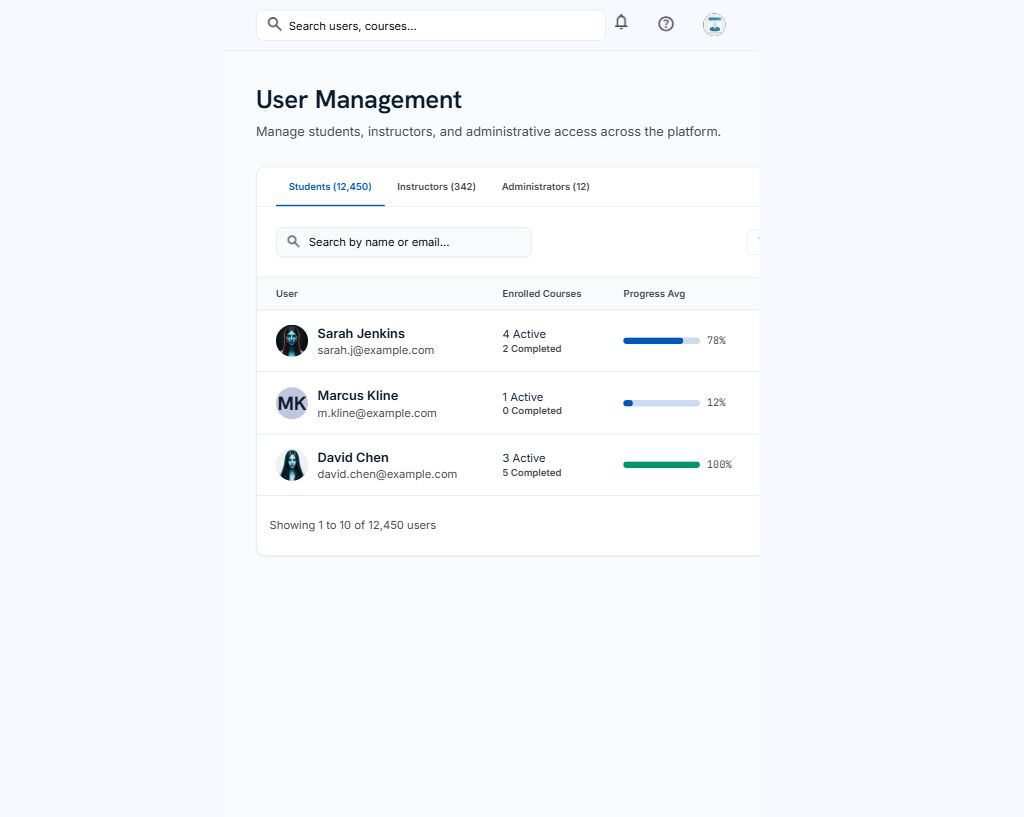 Search users, courses...
User Management
Manage students, instructors, and administrative access across the platform.
Students (12,450) Instructors (342) Administrators (12)
Search by name or email...
User Enrolled Courses Progress Avg
Sarah Jenkins
sarah.j@example.com
4 Active
2 Completed
78%
MK
Marcus Kline
m.kline@example.com
1 Active
0 Completed
12%
David Chen
david.chen@example.com
3 Active
5 Completed
100%
Showing 1 to 10 of 12,450 users